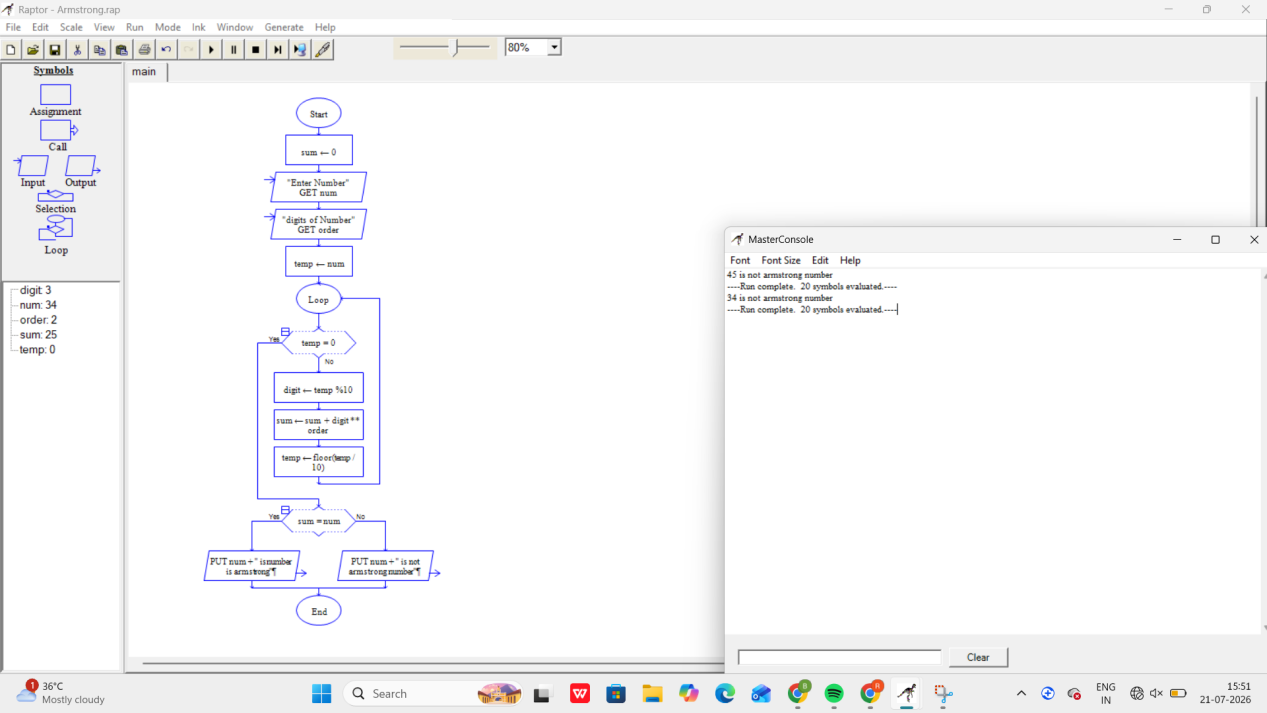 Raptor - Armstrong.rap
File Edit Scale View Run Mode Ink Window Generate Help
80%
Symbols
Assignment
Call
Input Output
Selection
Loop
digit: 3
num: 34
order: 2
sum: 25
temp: 0
main
Start
sum ← 0
"Enter Number"
GET num
"digits of Number"
GET order
temp ← num
Loop
Yes
temp = 0
No
digit ← temp %10
sum ← sum + digit **
order
temp ← floor(temp /
10)
Yes
sum = num
No
PUT num + " is number
is armstrong"¶
PUT num + " is not
armstrong number"¶
End
MasterConsole
Font Font Size Edit Help
45 is not armstrong number
----Run complete. 20 symbols evaluated.----
34 is not armstrong number
----Run complete. 20 symbols evaluated.----
Clear
1
36°C
Mostly cloudy
Search
W
B
R
ENG
IN
15:51
21-07-2026